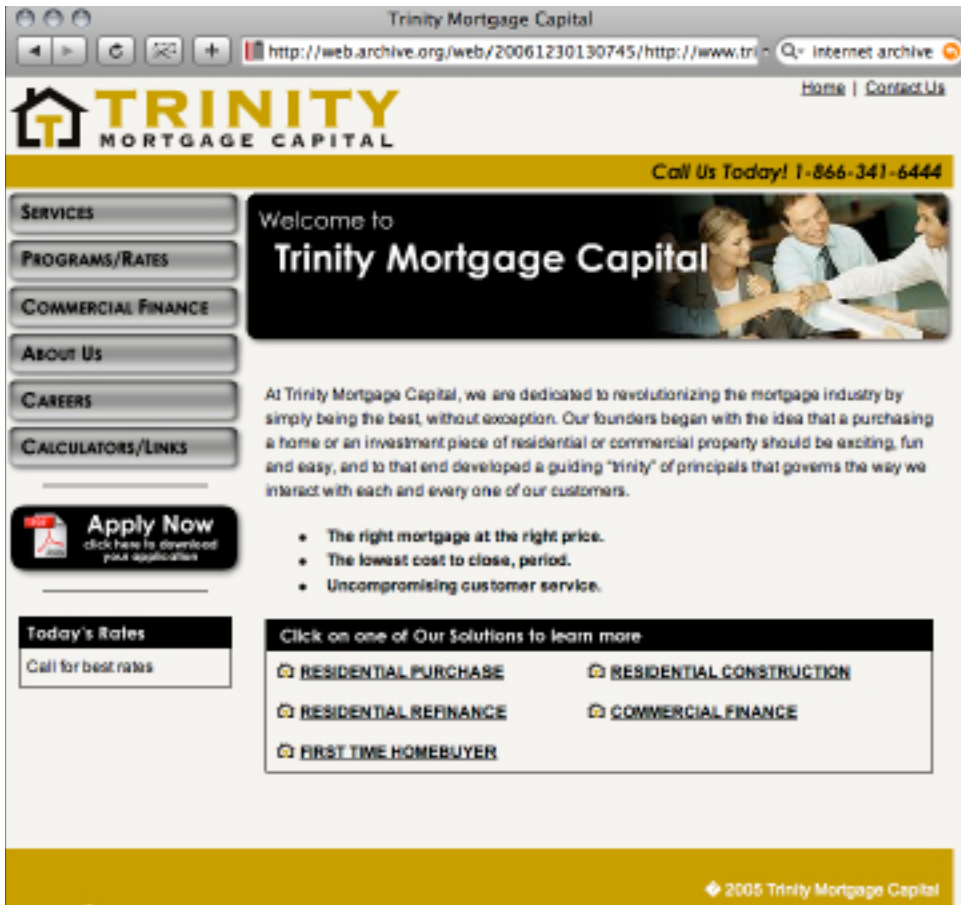 Trinity Mortgage Capital
http://web.archive.org/web/20061230130745/http://www.tri
internet archive
Home | Contact Us
TRINITY
MORTGAGE CAPITAL
Call Us Today! 1-866-341-6444
SERVICES
PROGRAMS/RATES
COMMERCIAL FINANCE
ABOUT US
CAREERS
CALCULATORS/LINKS
Apply Now
click here to download
your application
Today's Rates
Call for best rates
Welcome to
Trinity Mortgage Capital
At Trinity Mortgage Capital, we are dedicated to revolutionizing the mortgage industry by
simply being the best, without exception. Our founders began with the idea that a purchasing
a home or an investment piece of residential or commercial property should be exciting, fun
and easy, and to that end developed a guiding "trinity" of principals that governs the way we
interact with each and every one of our customers.
• The right mortgage at the right price.
• The lowest cost to close, period.
• Uncompromising customer service.
Click on one of Our Solutions to learn more
RESIDENTIAL PURCHASE
RESIDENTIAL CONSTRUCTION
RESIDENTIAL REFINANCE
COMMERCIAL FINANCE
FIRST TIME HOMEBUYER
� 2005 Trinity Mortgage Capital